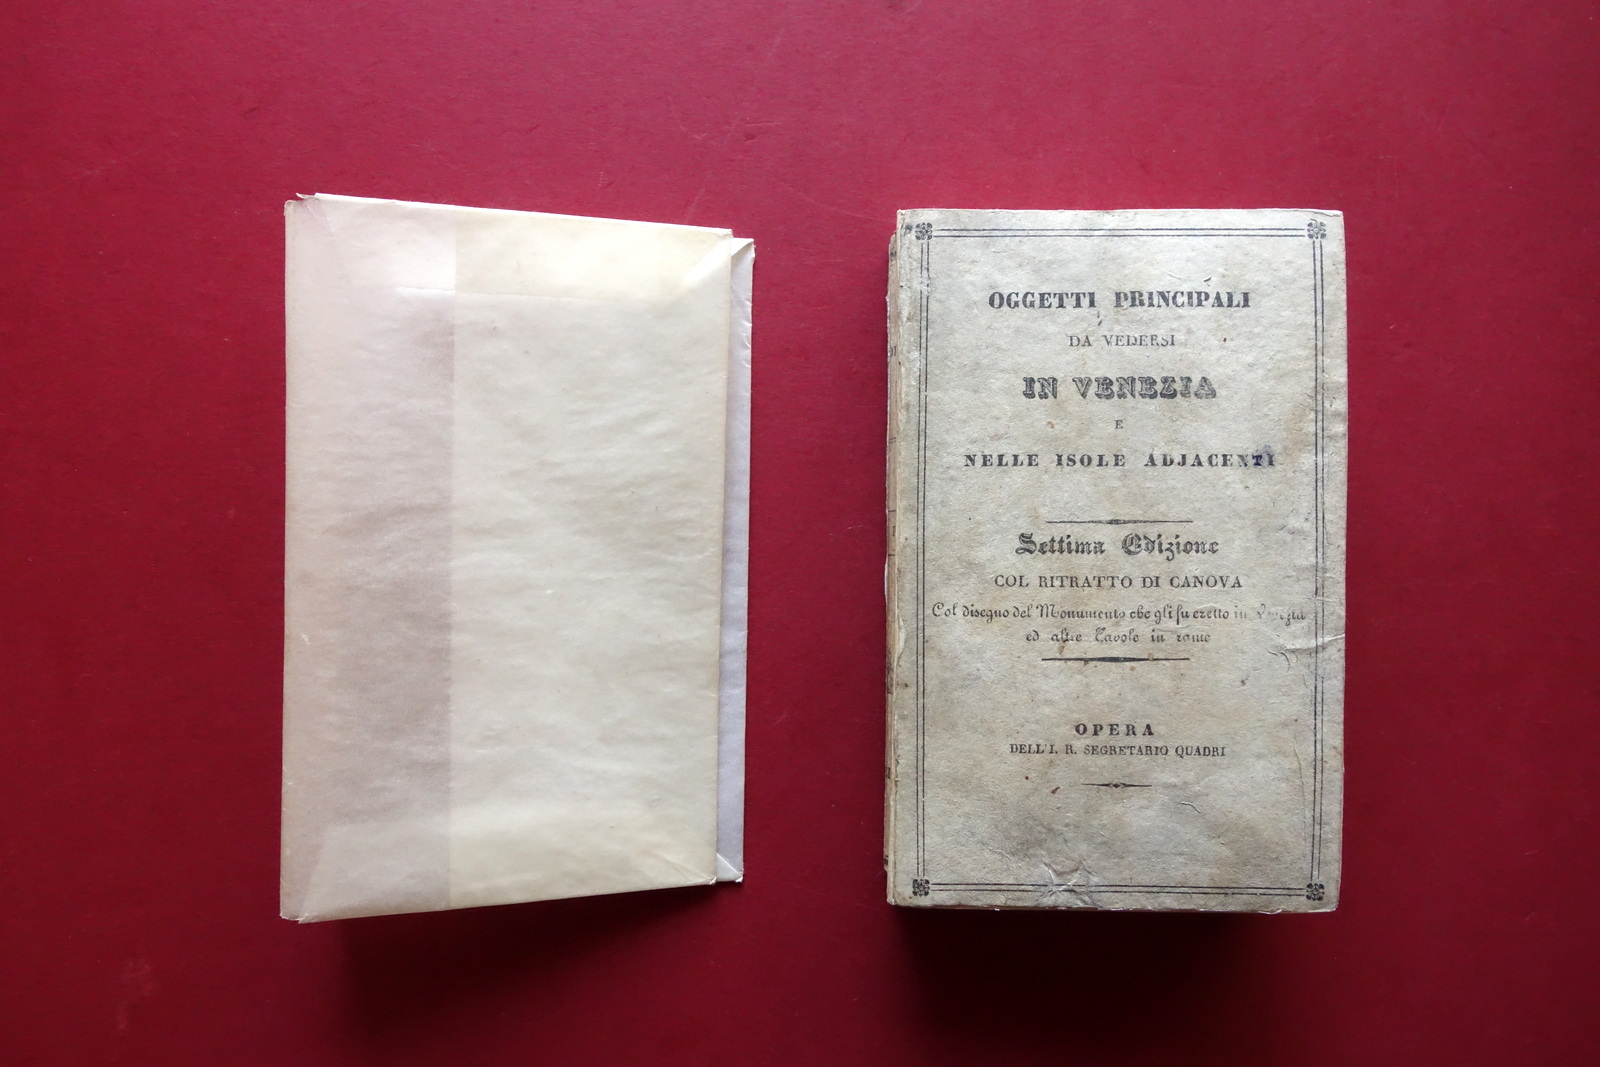 OGGETTI PRINCIPALI
DA VEDERSI
IN VENEZIA
E
NELLE ISOLE ADJACENTI
Settima Edizione
COL RITRATTO DI CANOVA
Col disegno del Monumento che gli fu eretto in Venezia
ed altre Tavole in rame
OPERA
DELL'I. R. SEGRETARIO QUADRI